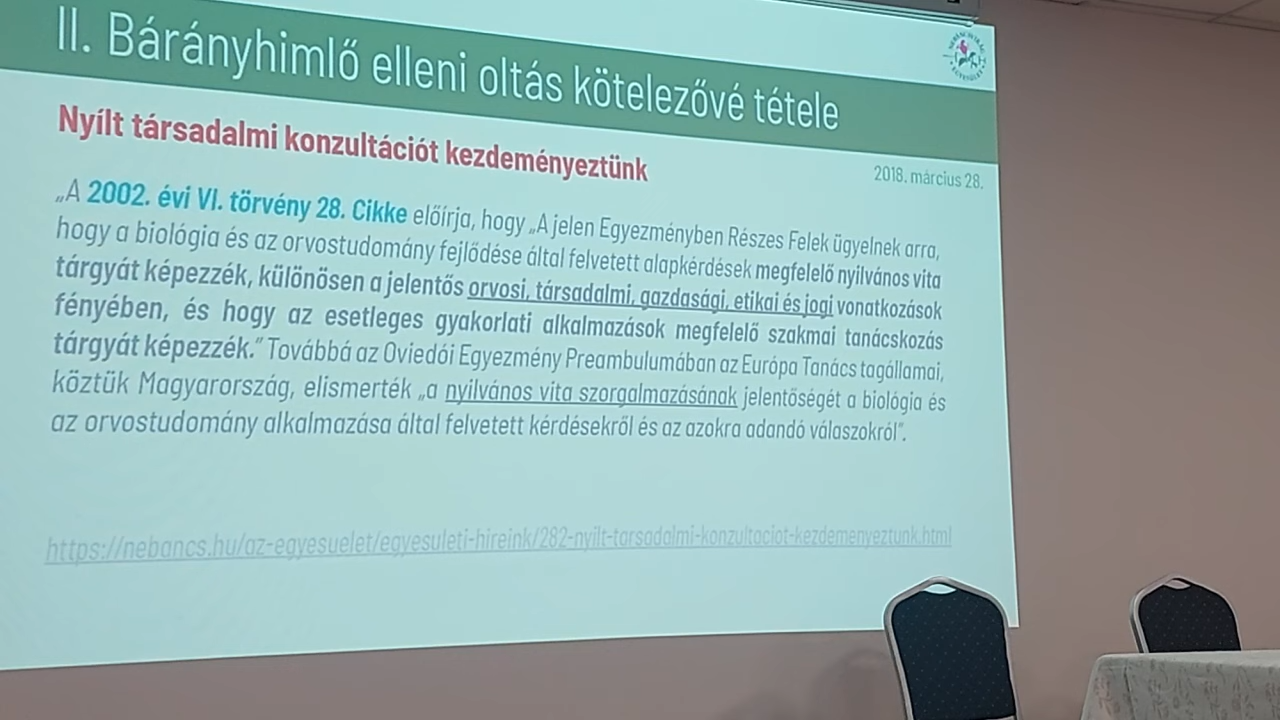 II. Bárányhimlő elleni oltás kötelezővé tétele
Nyílt társadalmi konzultációt kezdeményeztünk
2018. március 28.
„A 2002. évi VI. törvény 28. Cikke előírja, hogy „A jelen Egyezményben Részes Felek ügyelnek arra,
hogy a biológia és az orvostudomány fejlődése által felvetett alapkérdések megfelelő nyilvános vita
tárgyát képezzék, különösen a jelentős orvosi, társadalmi, gazdasági, etikai és jogi vonatkozások
fényében, és hogy az esetleges gyakorlati alkalmazások megfelelő szakmai tanácskozás
tárgyát képezzék.” Továbbá az Oviedói Egyezmény Preambulumában az Európa Tanács tagállamai,
köztük Magyarország, elismerték „a nyilvános vita szorgalmazásának jelentőségét a biológia és
az orvostudomány alkalmazása által felvetett kérdésekről és az azokra adandó válaszokról”.
https://nebancs.hu/az-egyesuelet/egyesuleti-hireink/282-nyilt-tarsadalmi-konzultaciot-kezdemenyeztunk.html